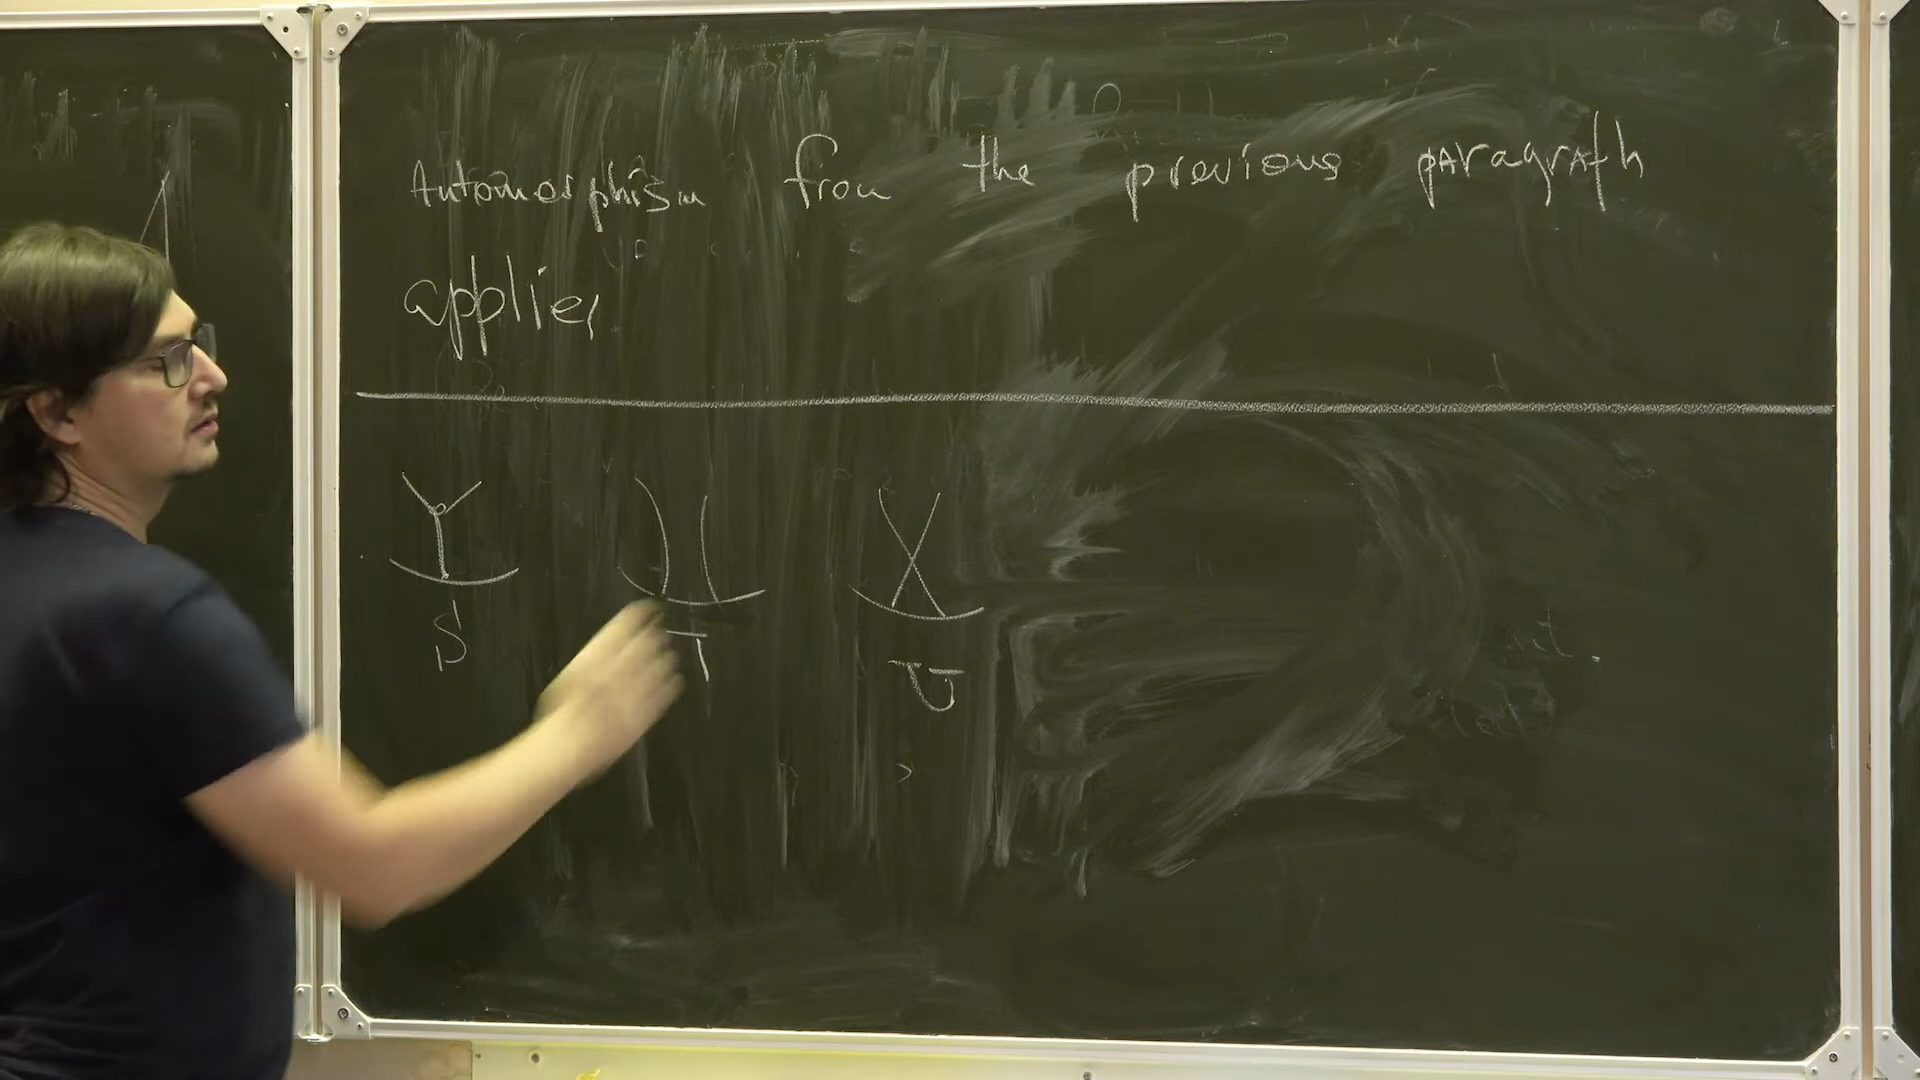 Automorphism from the previous paragraph
applies
S T U